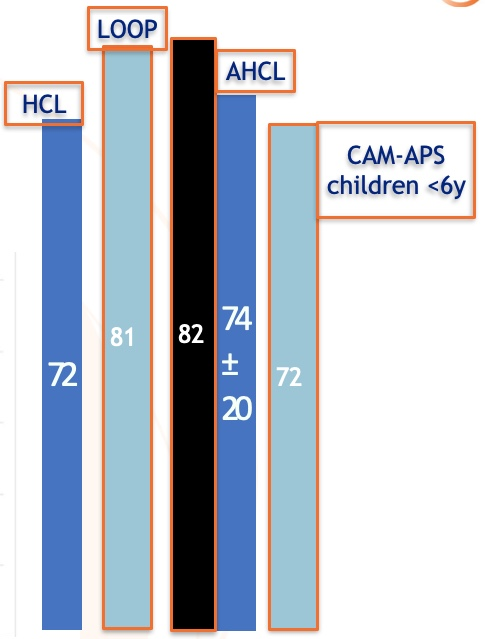 LOOP
AHCL
HCL
CAM-APS
children <6y
72
81
82
74
±
20
72